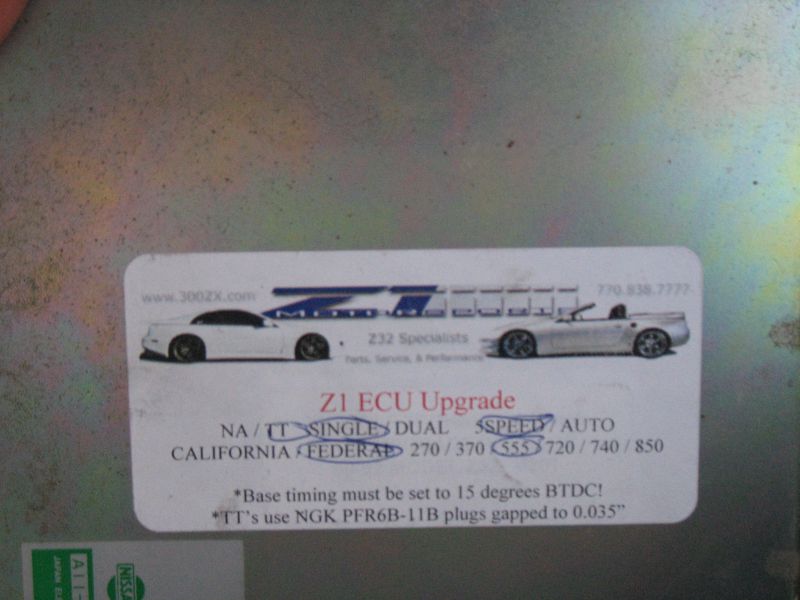 www.300ZX.com
Z1
MOTORSPORTS
770.838.7777
Z32 Specialists
Parts, Service, & Performance
Z1 ECU Upgrade
NA / TT SINGLE / DUAL 5SPEED / AUTO
CALIFORNIA / FEDERAL 270 / 370 / 555 / 720 / 740 / 850
*Base timing must be set to 15 degrees BTDC!
*TT's use NGK PFR6B-11B plugs gapped to 0.035"
JAPAN